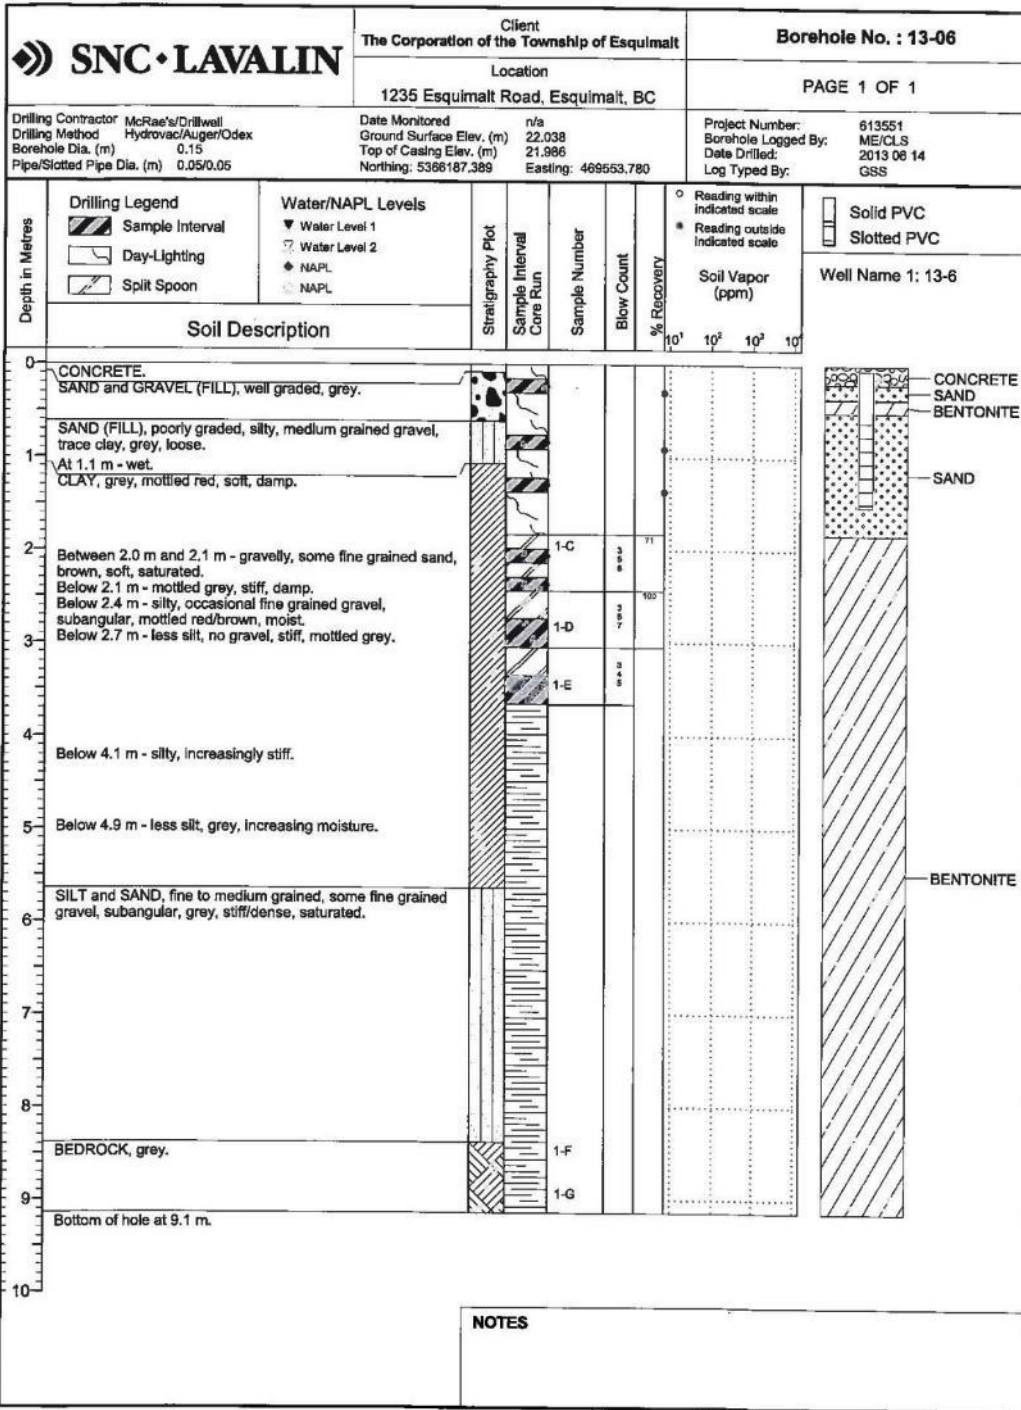 SNC•LAVALIN
Client
The Corporation of the Township of Esquimalt
Location
1235 Esquimalt Road, Esquimalt, BC
Borehole No. : 13-06
PAGE 1 OF 1
Drilling Contractor McRae's/Drillwell
Drilling Method Hydrovac/Auger/Odex
Borehole Dia. (m) 0.15
Pipe/Slotted Pipe Dia. (m) 0.05/0.05
Date Monitored n/a
Ground Surface Elev. (m) 22.038
Top of Casing Elev. (m) 21.986
Northing: 5366187.389 Easting: 469553.780
Project Number: 613551
Borehole Logged By: ME/CLS
Date Drilled: 2013 06 14
Log Typed By: GSS
Depth in Metres
Drilling Legend
Sample Interval
Day-Lighting
Split Spoon
Water/NAPL Levels
Water Level 1
Water Level 2
NAPL
NAPL
Soil Description
Stratigraphy Plot
Sample Interval
Core Run
Sample Number
Blow Count
% Recovery
Reading within
indicated scale
Reading outside
indicated scale
Soil Vapor
(ppm)
10¹ 10² 10³ 10⁴
Solid PVC
Slotted PVC
Well Name 1: 13-6
0
CONCRETE.
SAND and GRAVEL (FILL), well graded, grey.
SAND (FILL), poorly graded, silty, medium grained gravel,
trace clay, grey, loose.
1
At 1.1 m - wet.
CLAY, grey, mottled red, soft, damp.
2
Between 2.0 m and 2.1 m - gravelly, some fine grained sand,
brown, soft, saturated.
Below 2.1 m - mottled grey, stiff, damp.
Below 2.4 m - silty, occasional fine grained gravel,
subangular, mottled red/brown, moist.
Below 2.7 m - less silt, no gravel, stiff, mottled grey.
3
4
Below 4.1 m - silty, increasingly stiff.
5
Below 4.9 m - less silt, grey, increasing moisture.
SILT and SAND, fine to medium grained, some fine grained
gravel, subangular, grey, stiff/dense, saturated.
6
7
8
BEDROCK, grey.
9
Bottom of hole at 9.1 m.
10
1-C
71
1-D
100
1-E
3
4
5
1-F
1-G
CONCRETE
SAND
BENTONITE
SAND
BENTONITE
NOTES